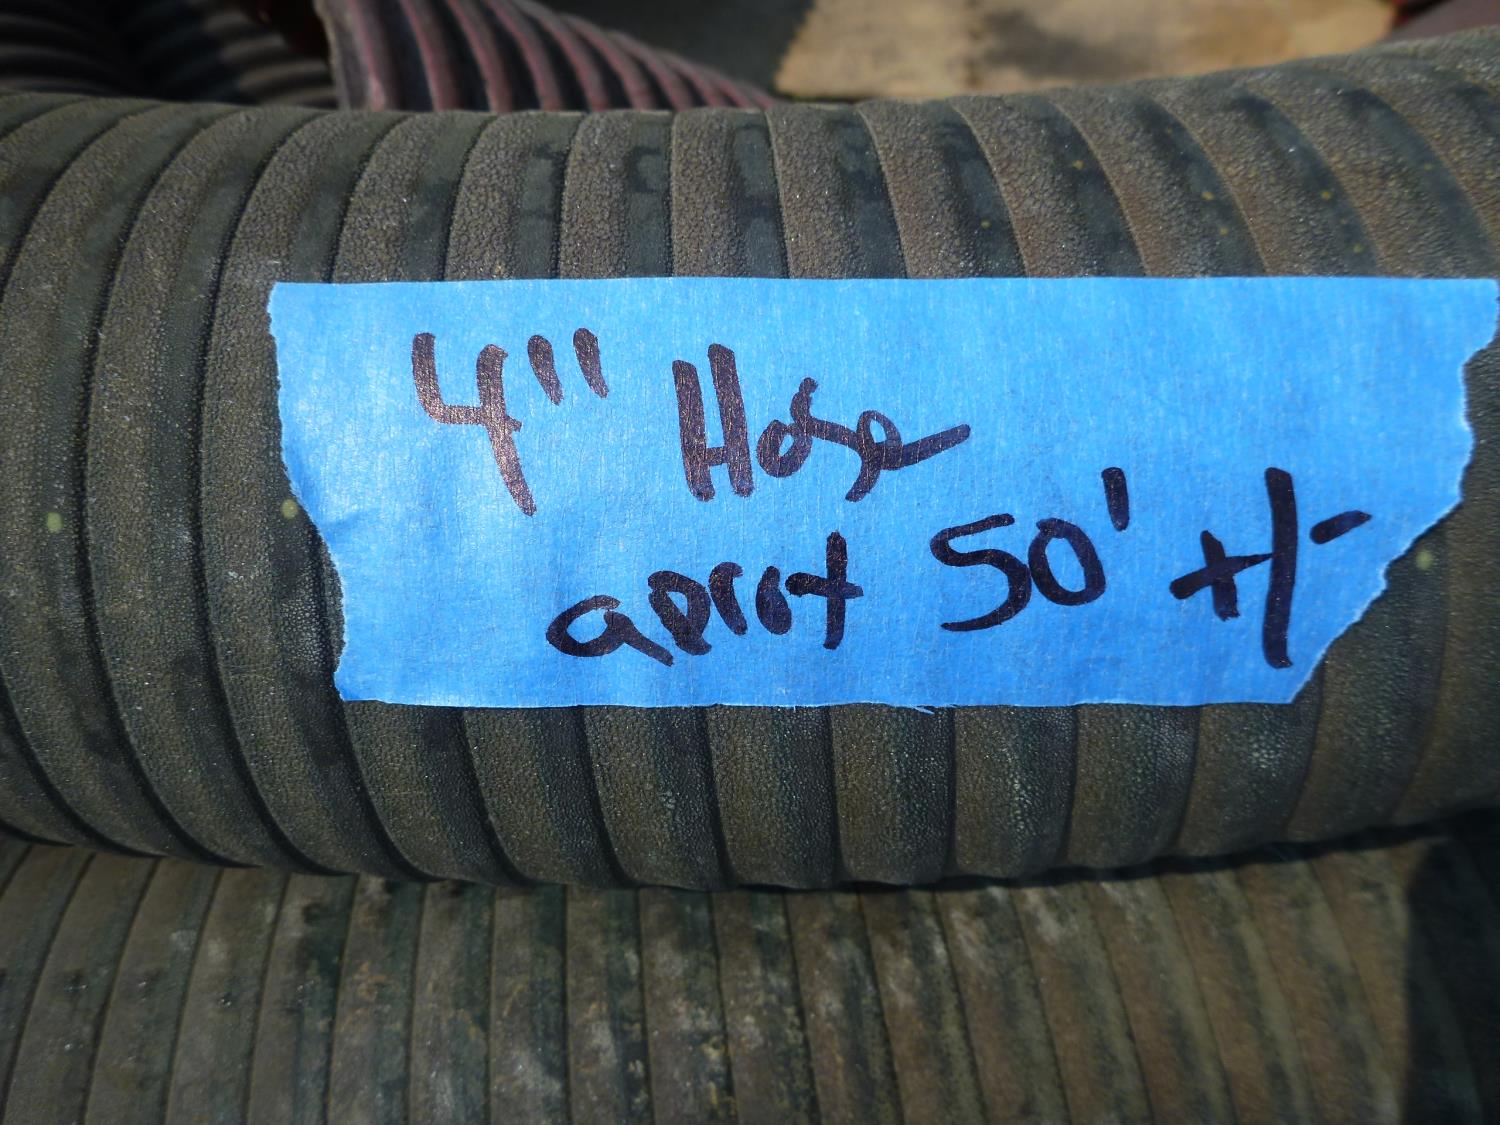 4" Hose
aprox 50' +/-